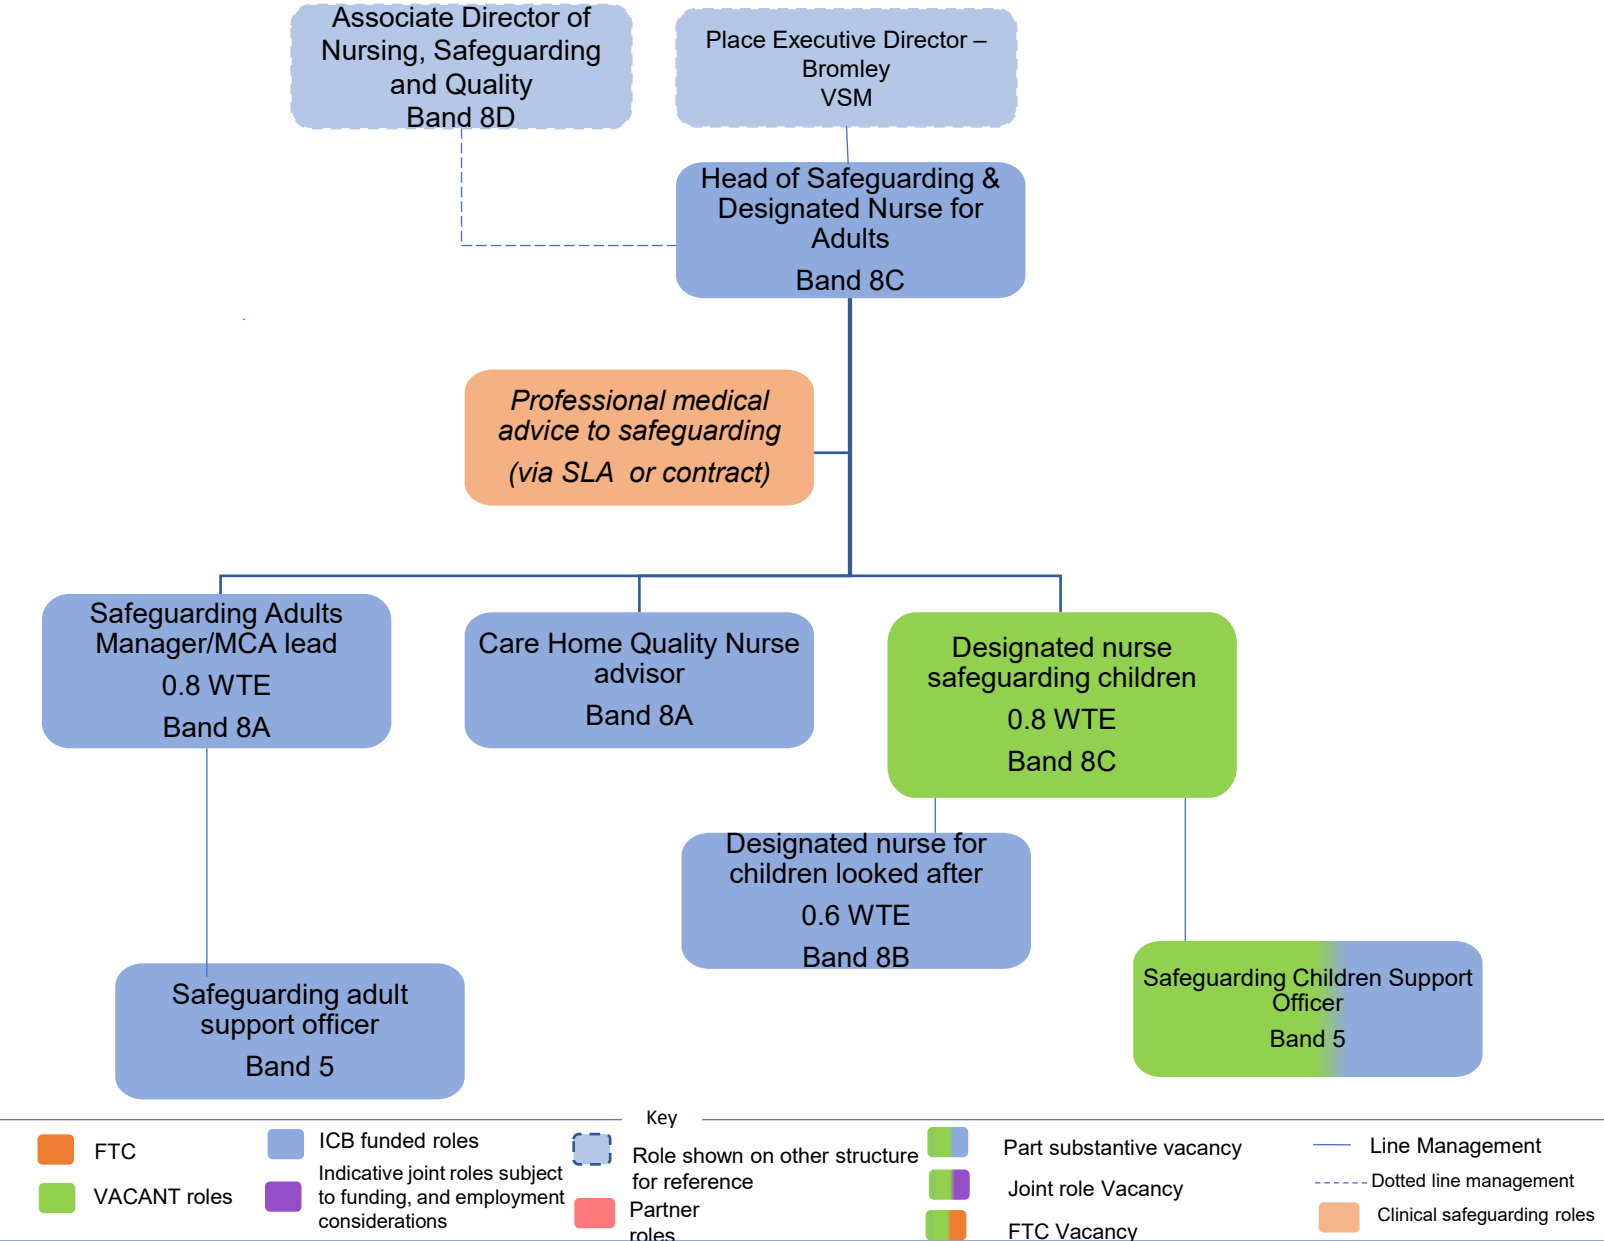 Associate Director of
Nursing, Safeguarding
and Quality
Band 8D
Place Executive Director –
Bromley
VSM
Head of Safeguarding &
Designated Nurse for
Adults
Band 8C
Professional medical
advice to safeguarding
(via SLA  or contract)
Safeguarding Adults
Manager/MCA lead
0.8 WTE
Band 8A
Care Home Quality Nurse
advisor
Band 8A
Designated nurse
safeguarding children
0.8 WTE
Band 8C
Designated nurse for
children looked after
0.6 WTE
Band 8B
Safeguarding adult
support officer
Band 5
Safeguarding Children Support
Officer
Band 5
Key
FTC
VACANT roles
ICB funded roles
Indicative joint roles subject
to funding, and employment
considerations
Role shown on other structure
for reference
Partner
roles
Part substantive vacancy
Joint role Vacancy
FTC Vacancy
Line Management
Dotted line management
Clinical safeguarding roles